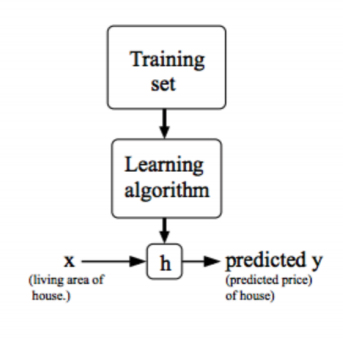 Training
set
Learning
algorithm
x
h
predicted y
(living area of
house.)
(predicted price)
of house)